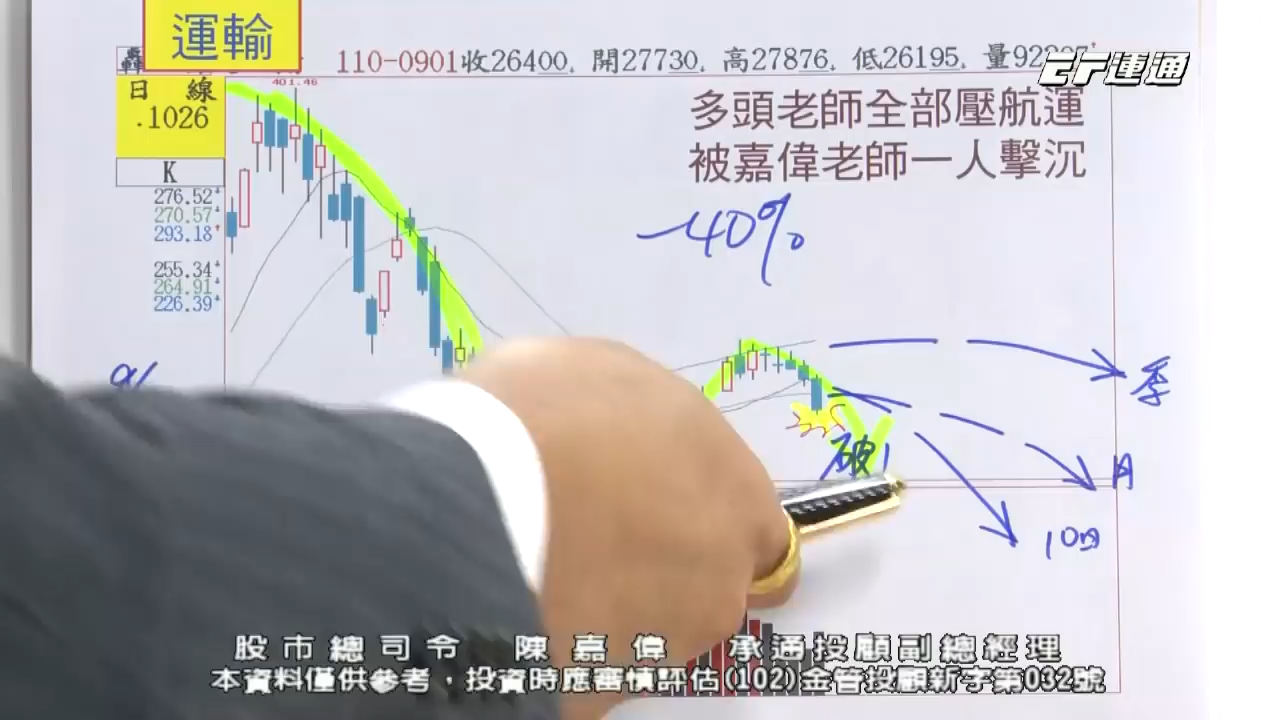 運輸
110-0901收26400. 開27730. 高27876. 低26195. 量92
ET運通
401.46
日 線
.1026
多頭老師全部壓航運
被嘉偉老師一人擊沉
K
276.52
270.57
293.18
255.34
264.91
226.39
-40%
季
破!
月
10日
股市總司令 陳嘉偉 承通投顧副總經理
本資料僅供參考，投資時應審慎評估(102)金管投顧新字第032號